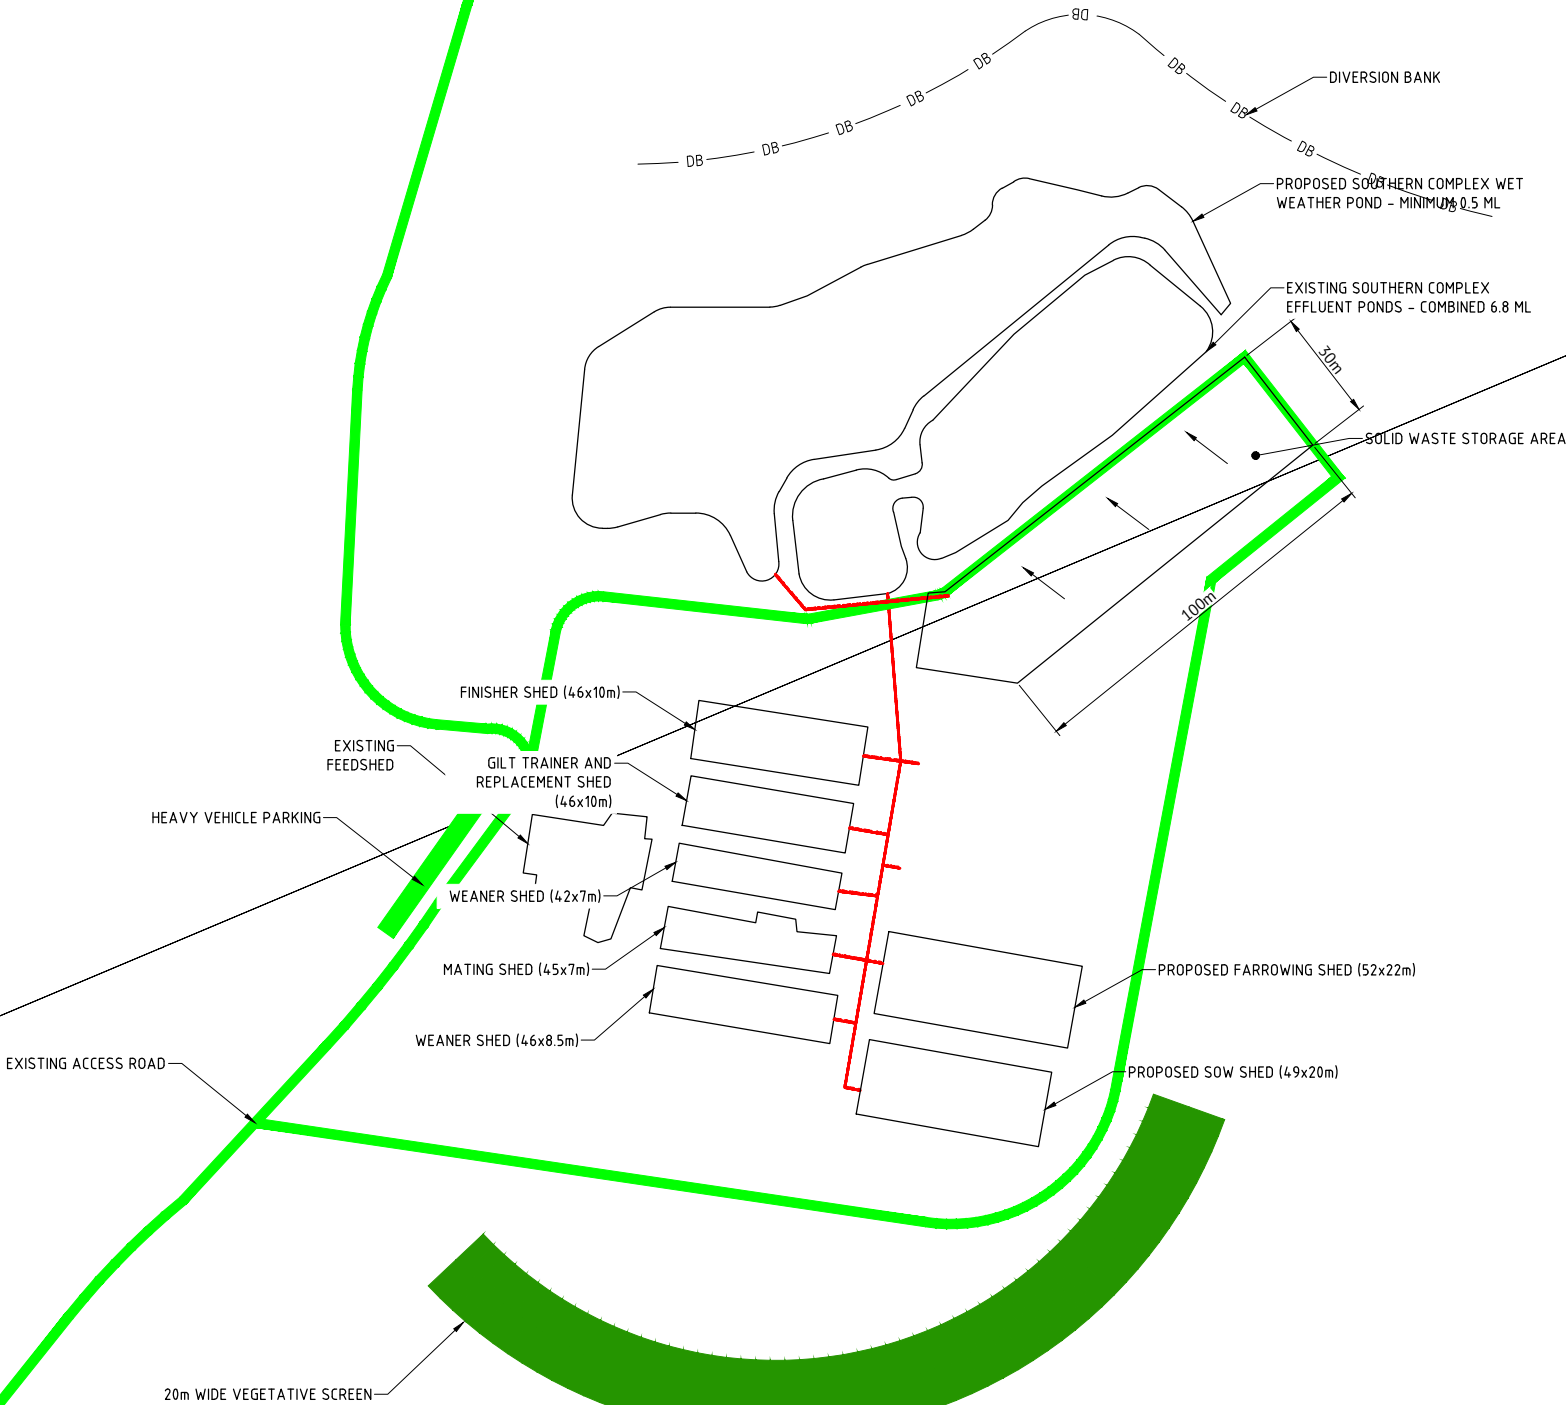 DB
DB
DB
DB
DB
DB
DB
DB
DB
DB
DB
DIVERSION BANK
PROPOSED SOUTHERN COMPLEX WET
WEATHER POND - MINIMUM 0.5 ML
EXISTING SOUTHERN COMPLEX
EFFLUENT PONDS - COMBINED 6.8 ML
30m
SOLID WASTE STORAGE AREA
100m
FINISHER SHED (46x10m)
EXISTING
FEEDSHED
GILT TRAINER AND
REPLACEMENT SHED
(46x10m)
HEAVY VEHICLE PARKING
WEANER SHED (42x7m)
MATING SHED (45x7m)
PROPOSED FARROWING SHED (52x22m)
WEANER SHED (46x8.5m)
EXISTING ACCESS ROAD
PROPOSED SOW SHED (49x20m)
20m WIDE VEGETATIVE SCREEN